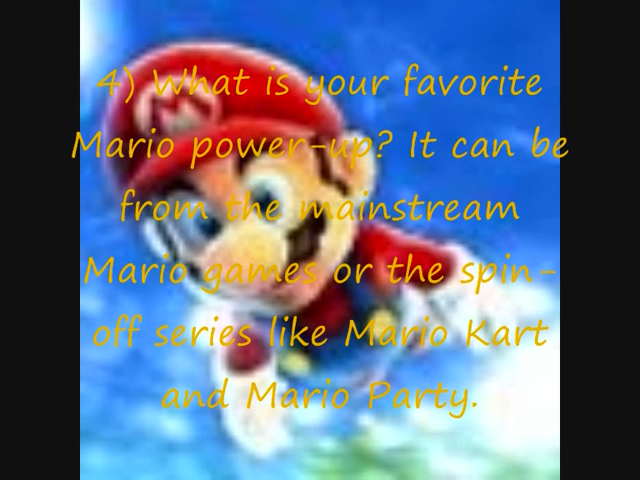 4) What is your favorite
Mario power-up? It can be
from the mainstream
Mario games or the spin-
off series like Mario Kart
and Mario Party.